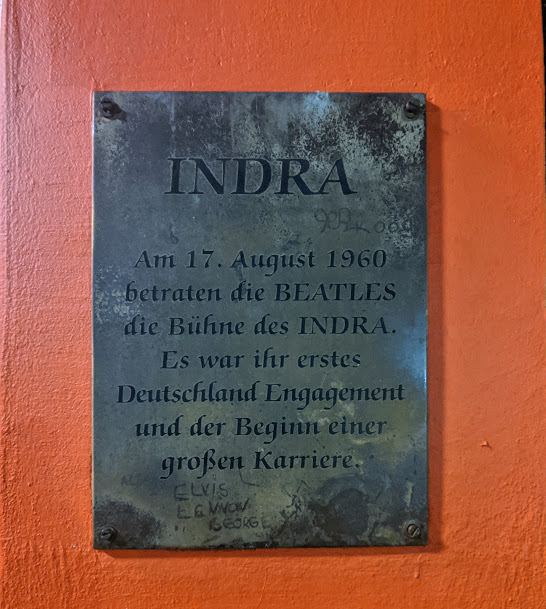 INDRA
Am 17. August 1960
betraten die BEATLES
die Bühne des INDRA.
Es war ihr erstes
Deutschland Engagement
und der Beginn einer
großen Karriere.
ELVIS
LENNON
GEORGE